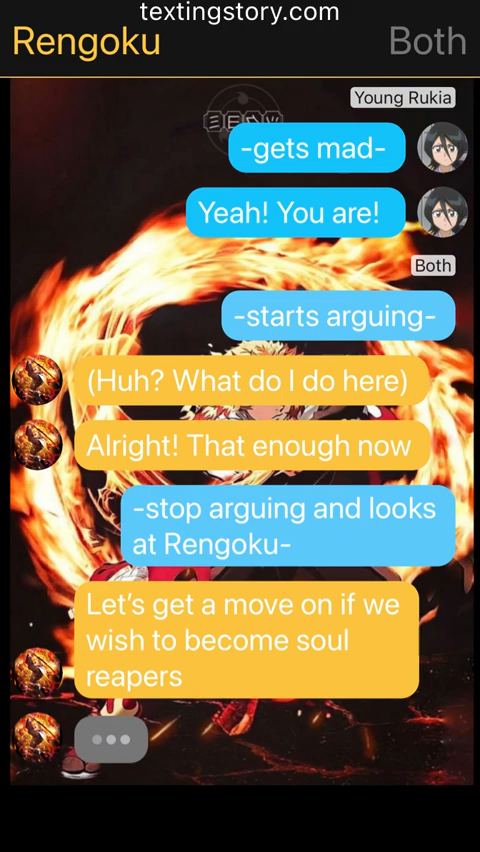 textingstory.com
Rengoku
Both
Young Rukia
-gets mad-
Yeah! You are!
Both
-starts arguing-
(Huh? What do I do here)
Alright! That enough now
-stop arguing and looks
at Rengoku-
Let’s get a move on if we
wish to become soul
reapers